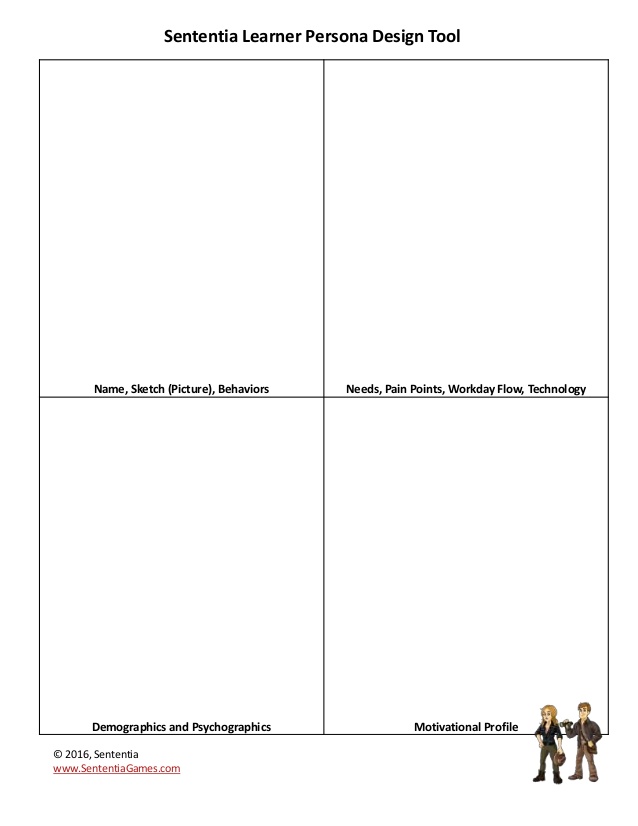 Sententia Learner Persona Design Tool
Name, Sketch (Picture), Behaviors
Needs, Pain Points, Workday Flow, Technology
Demographics and Psychographics
Motivational Profile
© 2016, Sententia
www.SententiaGames.com